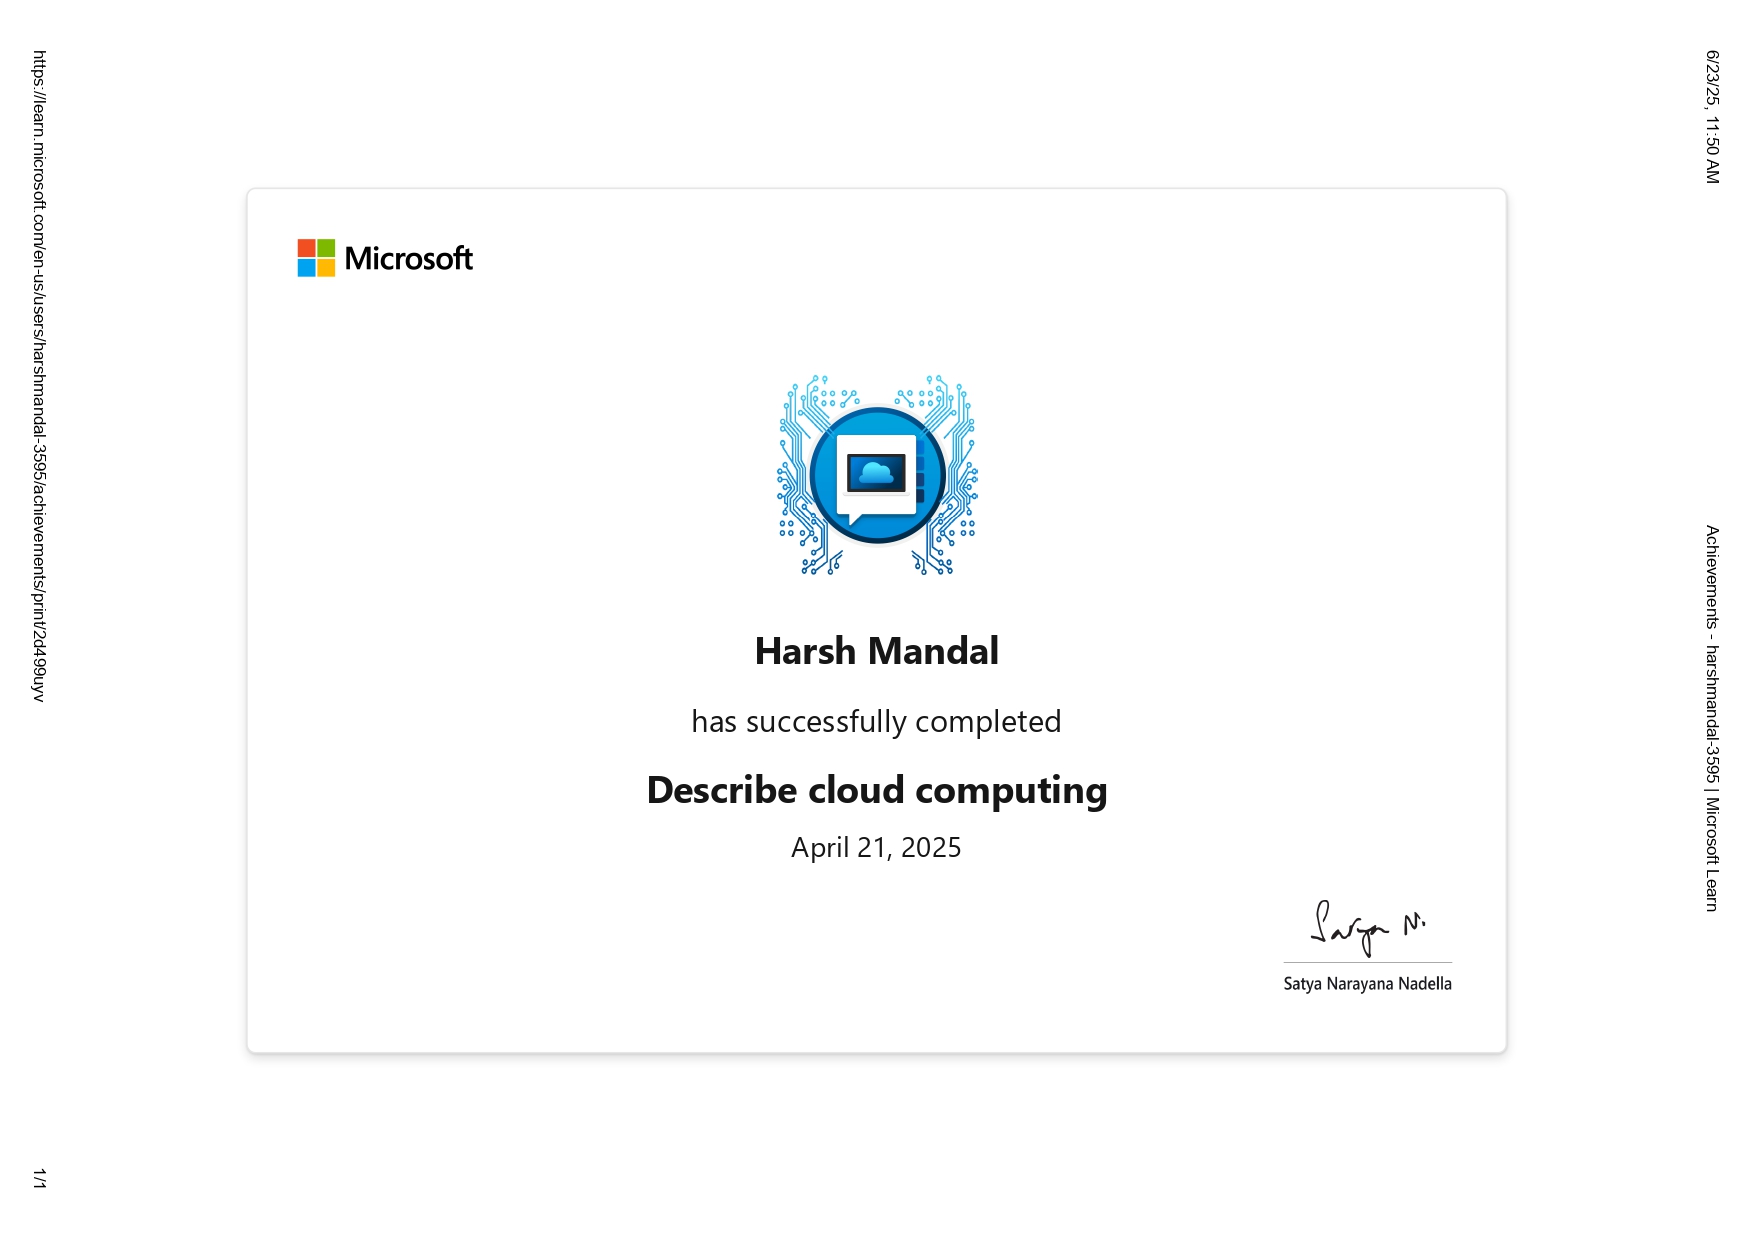 6/23/25, 11:50 AM
Achievements - harshmandal-3595 | Microsoft Learn
Microsoft
Harsh Mandal
has successfully completed
Describe cloud computing
April 21, 2025
Satya N.
Satya Narayana Nadella
https://learn.microsoft.com/en-us/users/harshmandal-3595/achievements/print/2d499uyv
1/1